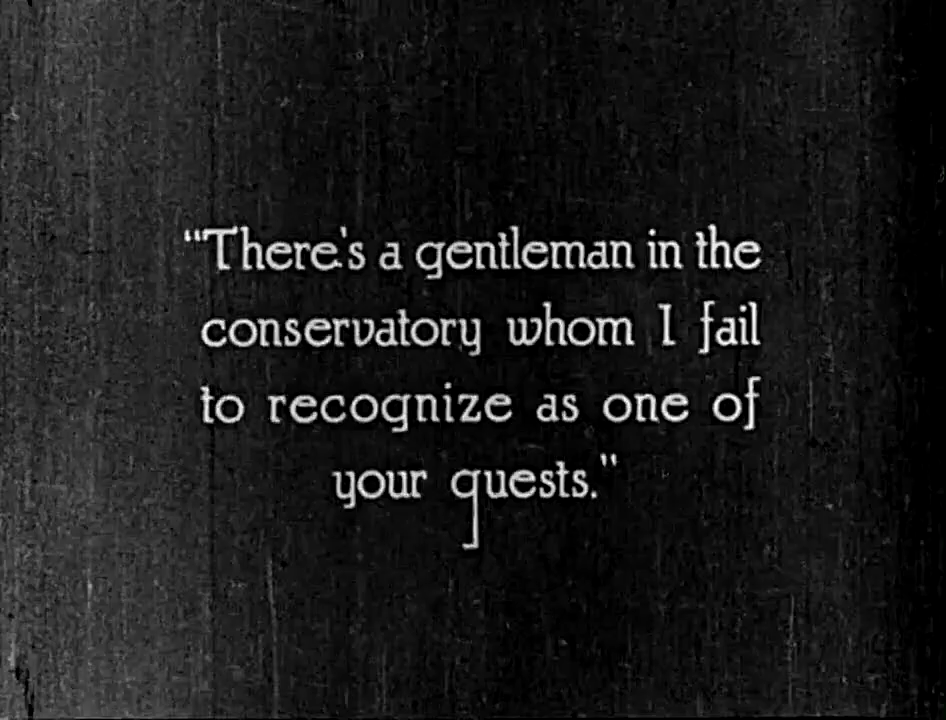 "There's a gentleman in the
conservatory whom I fail
to recognize as one of
your guests."